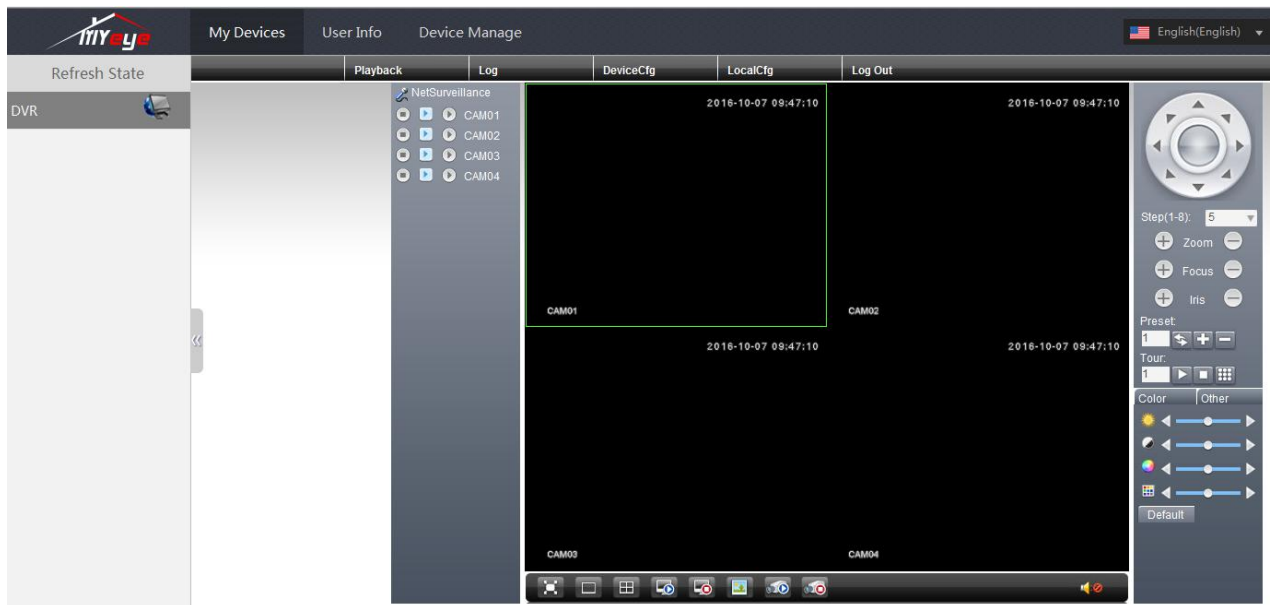 MYeye
My Devices
User Info
Device Manage
English(English)
Refresh State
DVR
Playback
Log
DeviceCfg
LocalCfg
Log Out
NetSurveillance
CAM01
CAM02
CAM03
CAM04
2016-10-07 09:47:10
2016-10-07 09:47:10
CAM01
CAM02
2016-10-07 09:47:10
2016-10-07 09:47:10
CAM03
CAM04
Step(1-8): 5
Zoom
Focus
Iris
Preset:
1
Tour:
1
Color
Other
Default